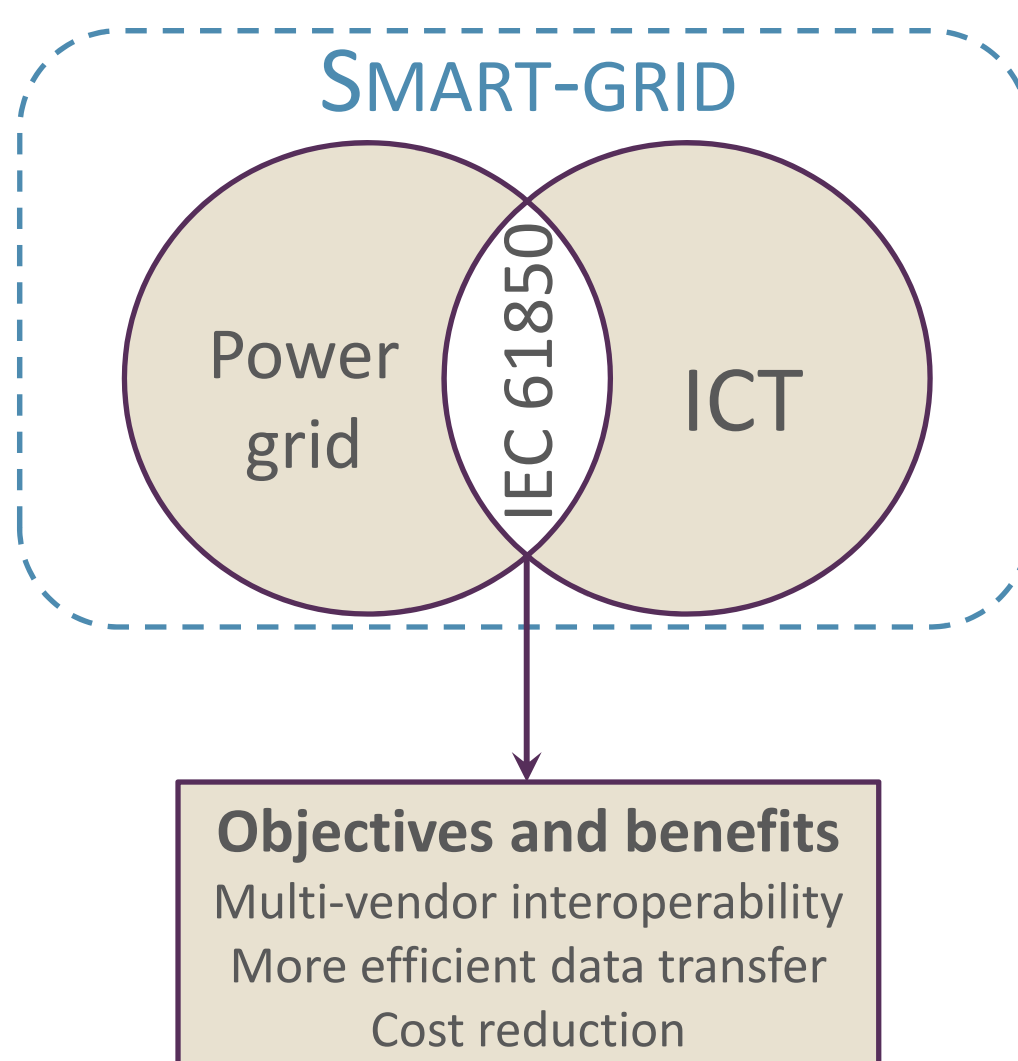 SMART-GRID
Power
grid
IEC 61850
ICT
Objectives and benefits
Multi-vendor interoperability
More efficient data transfer
Cost reduction